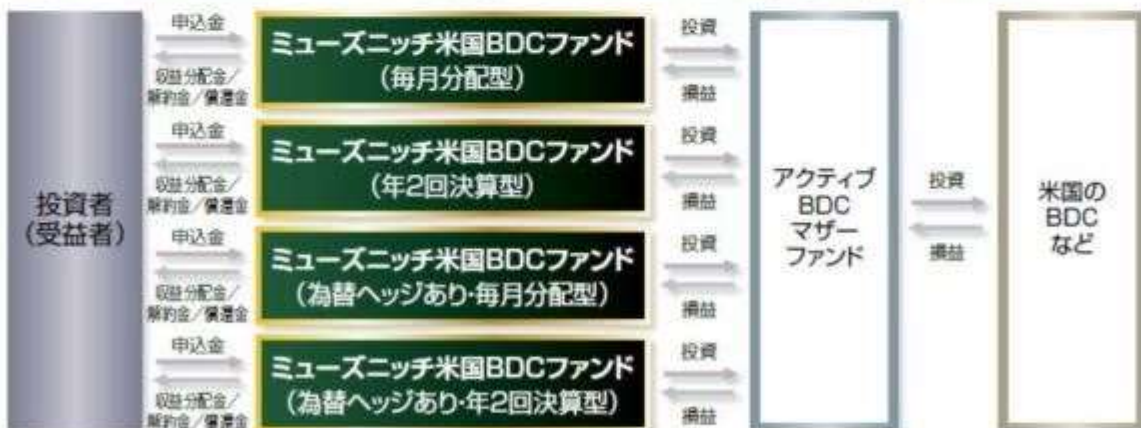 投資者
(受益者)
申込金
収益分配金/
解約金/償還金
ミューズニッチ米国BDCファンド
(毎月分配型)
投資
損益
申込金
収益分配金/
解約金/償還金
ミューズニッチ米国BDCファンド
(年2回決算型)
投資
損益
申込金
収益分配金/
解約金/償還金
ミューズニッチ米国BDCファンド
(為替ヘッジあり・毎月分配型)
投資
損益
申込金
収益分配金/
解約金/償還金
ミューズニッチ米国BDCファンド
(為替ヘッジあり・年2回決算型)
投資
損益
アクティブ
BDC
マザー
ファンド
投資
損益
米国の
BDC
など